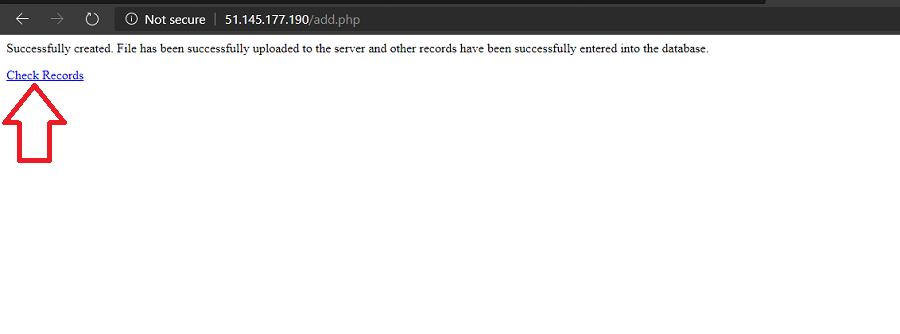 Not secure | 51.145.177.190/add.php
Successfully created. File has been successfully uploaded to the server and other records have been successfully entered into the database.
Check Records